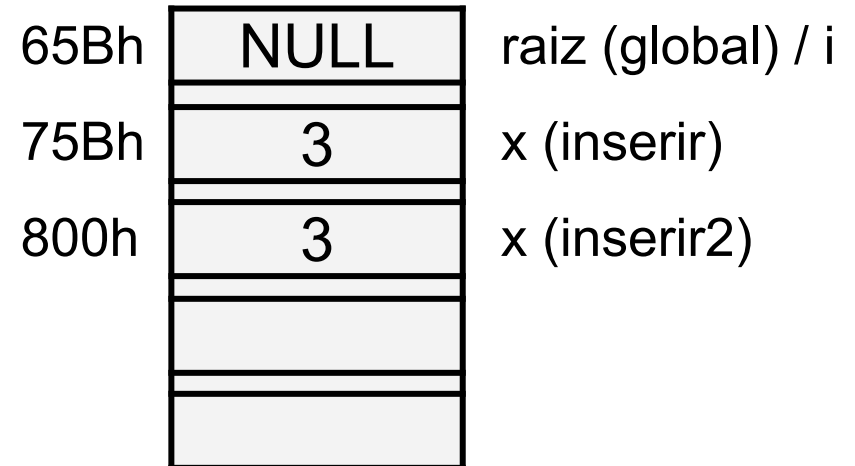 65Bh NULL raiz (global) / i
75Bh 3 x (inserir)
800h 3 x (inserir2)